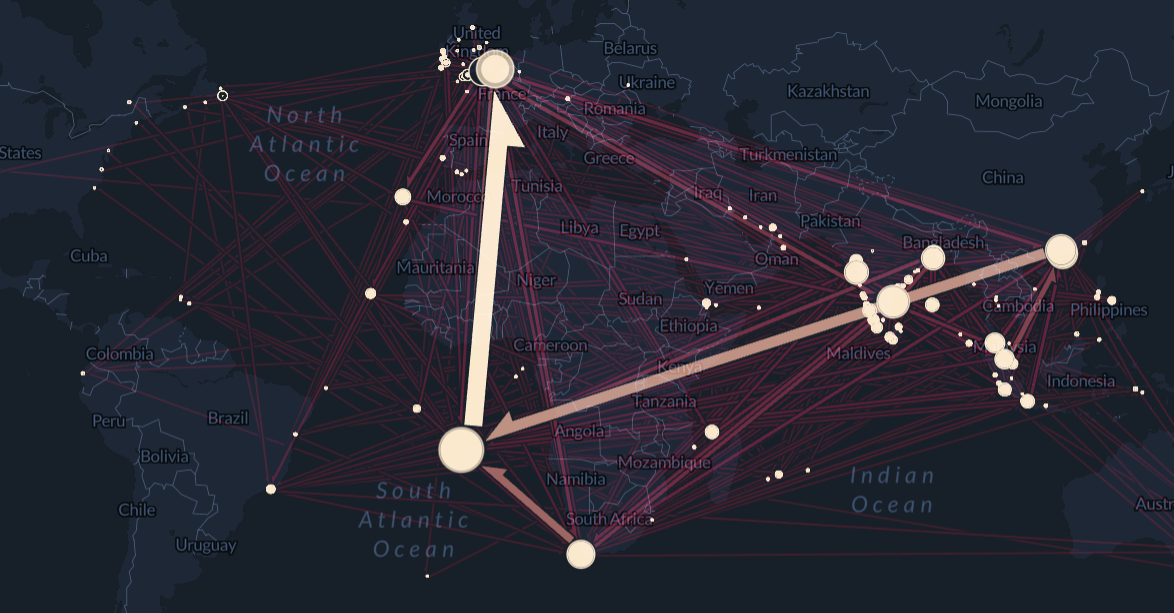 United
Kingdom
Belarus
Ukraine
Kazakhstan
Mongolia
France
Romania
North
Atlantic
Ocean
Spain
Italy
Greece
Turkmenistan
States
China
Tunisia
Morocco
Iraq
Iran
Pakistan
Libya
Egypt
Bangladesh
Cuba
Mauritania
Niger
Oman
Yemen
Sudan
Cambodia
Philippines
Ethiopia
Cameroon
Colombia
Maldives
Malaysia
Kenya
Indonesia
Tanzania
Peru
Brazil
Angola
Bolivia
Mozambique
Namibia
Indian
Ocean
South
Atlantic
Ocean
Chile
South Africa
Austr
Uruguay